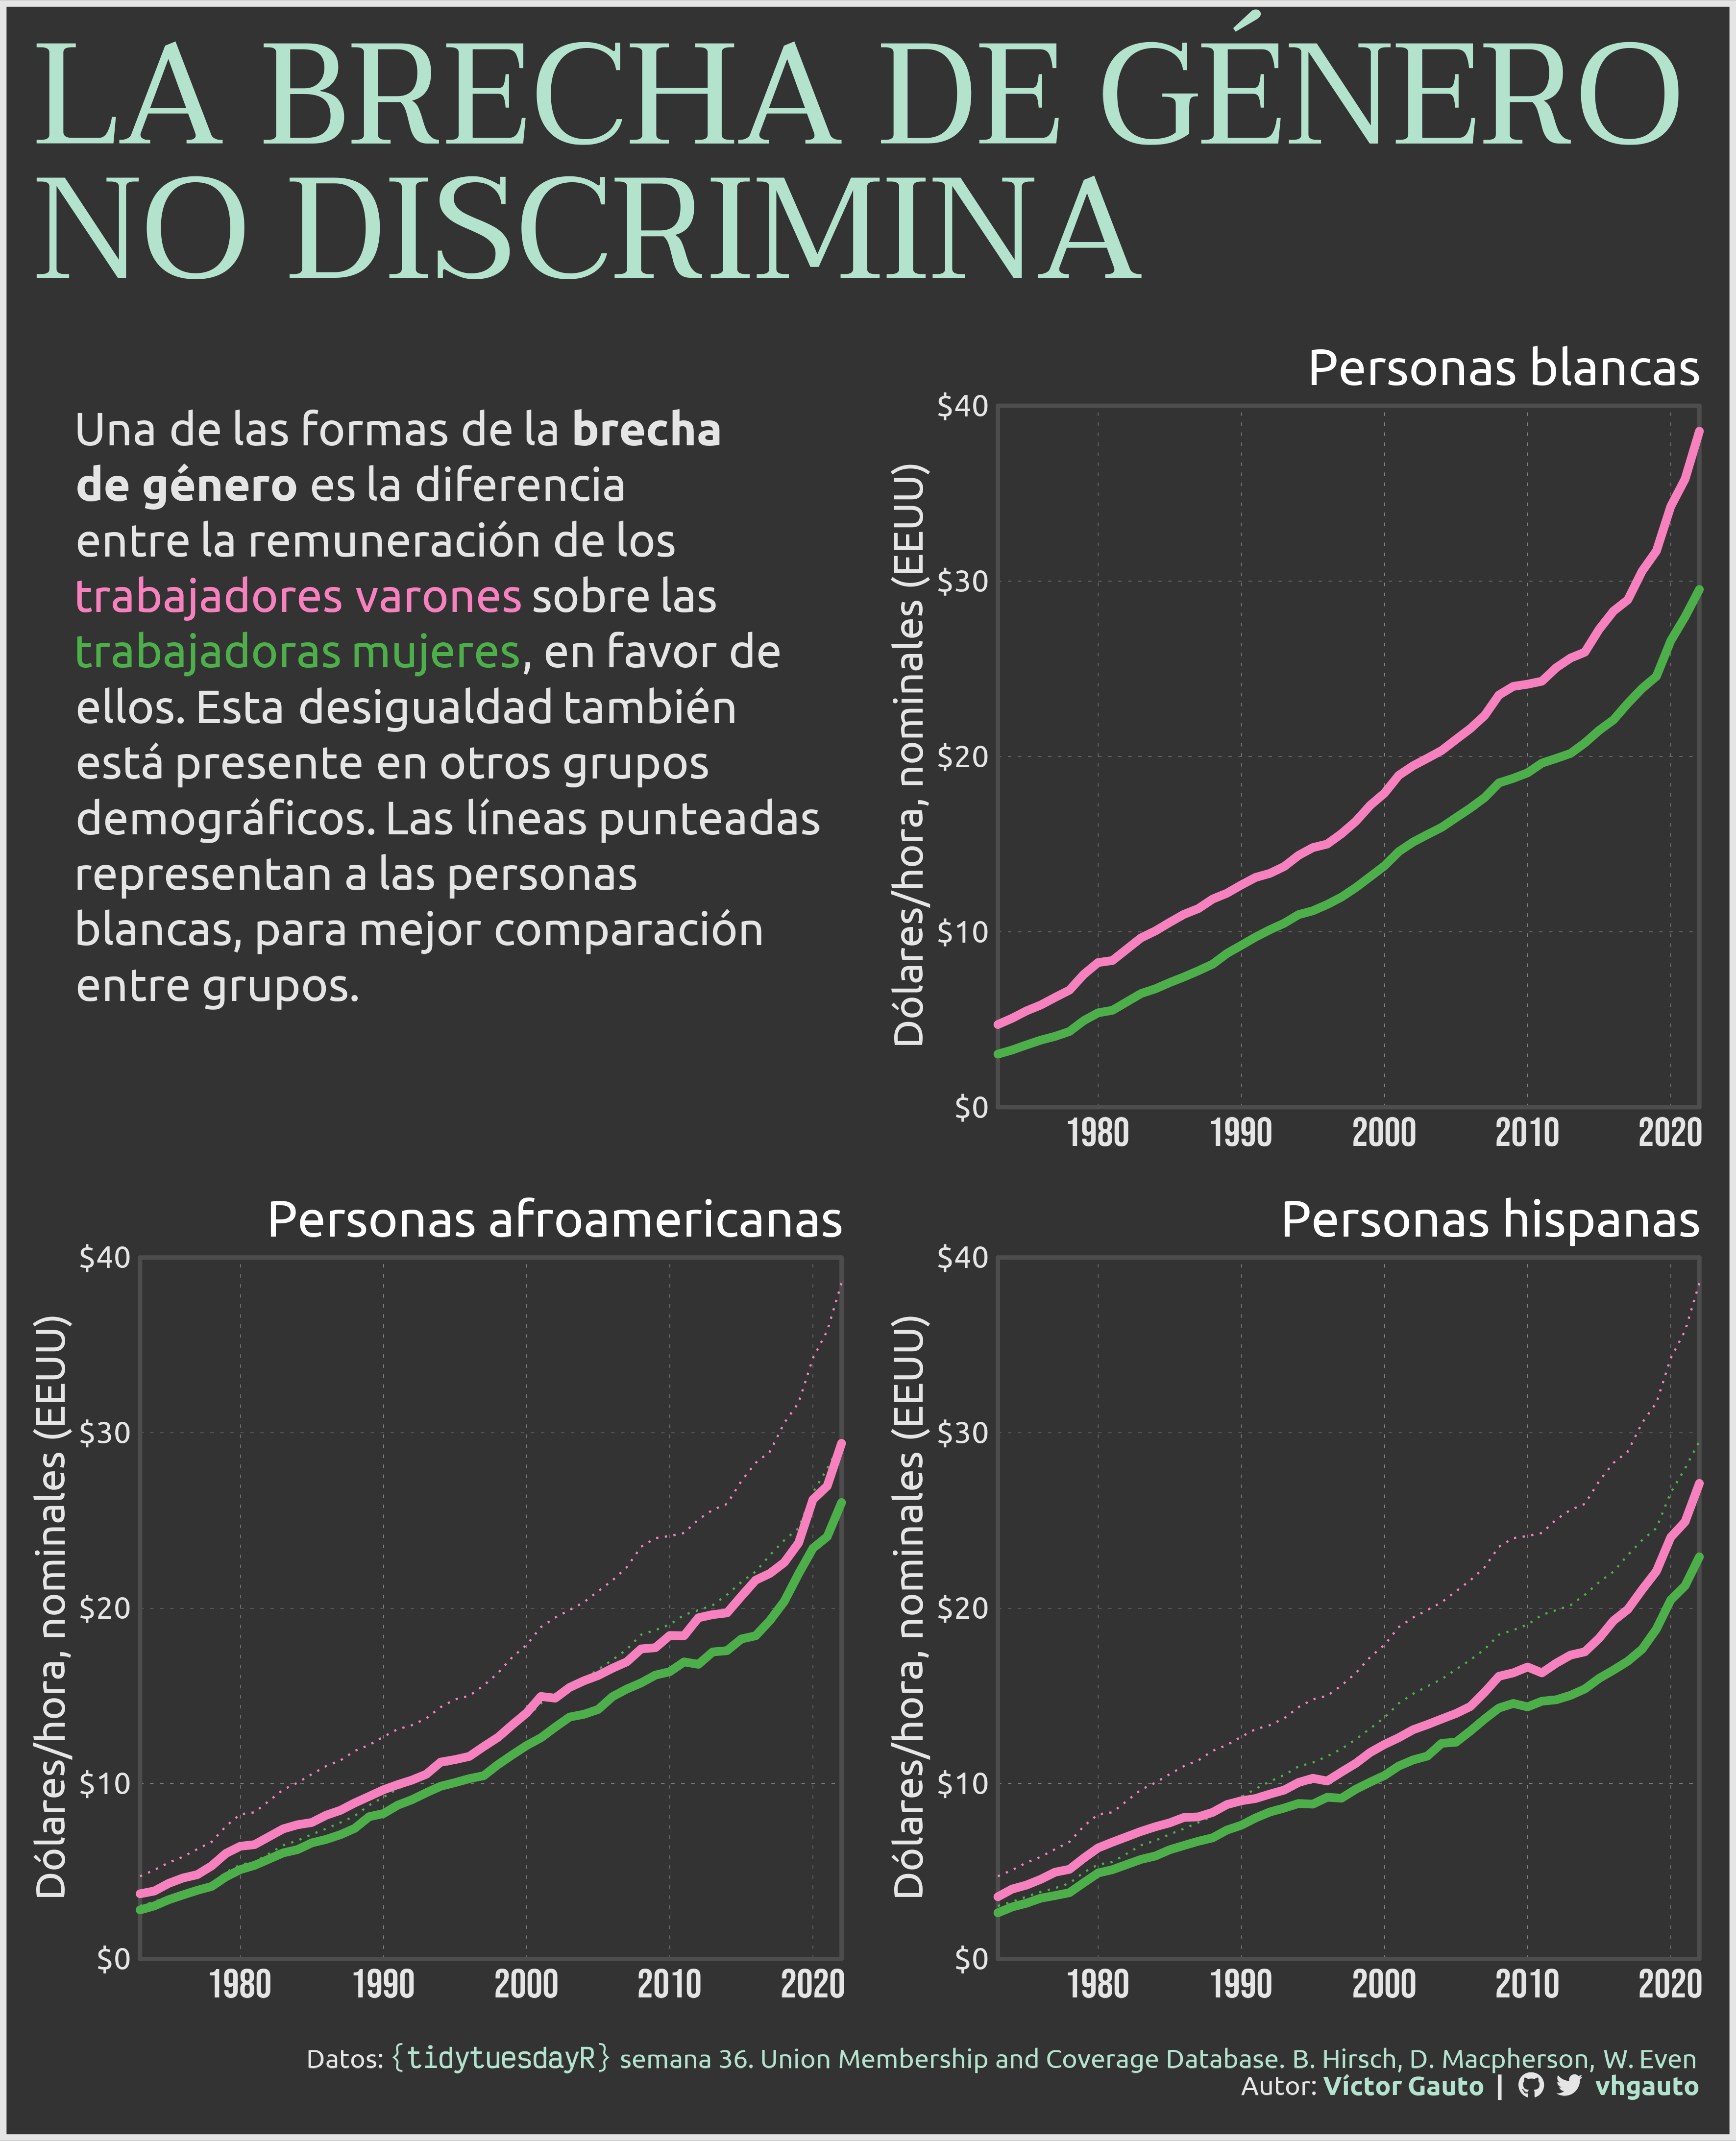 LA BRECHA DE GÉNERO
NO DISCRIMINA
Una de las formas de la brecha
de género es la diferencia
entre la remuneración de los
trabajadores varones sobre las
trabajadoras mujeres, en favor de
ellos. Esta desigualdad también
está presente en otros grupos
demográficos. Las líneas punteadas
representan a las personas
blancas, para mejor comparación
entre grupos.
Personas blancas
Dólares/hora, nominales (EEUU)
$40
$30
$20
$10
$0
1980 1990 2000 2010 2020
Personas afroamericanas
Dólares/hora, nominales (EEUU)
$40
$30
$20
$10
$0
1980 1990 2000 2010 2020
Personas hispanas
Dólares/hora, nominales (EEUU)
$40
$30
$20
$10
$0
1980 1990 2000 2010 2020
Datos: {tidytuesdayR} semana 36. Union Membership and Coverage Database. B. Hirsch, D. Macpherson, W. Even
Autor: Víctor Gauto | vhgauto